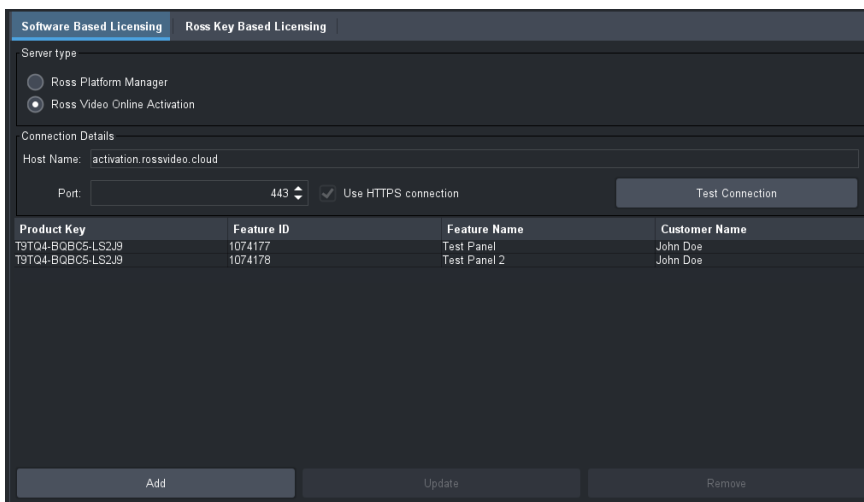 Software Based Licensing Ross Key Based Licensing
Server type
Ross Platform Manager
Ross Video Online Activation
Connection Details
Host Name: activation.rossvideo.cloud
Port: 443 Use HTTPS connection Test Connection
Product Key Feature ID Feature Name Customer Name
T9TQ4-BQBC5-LS2J9 1074177 Test Panel John Doe
T9TQ4-BQBC5-LS2J9 1074178 Test Panel 2 John Doe
Add Update Remove